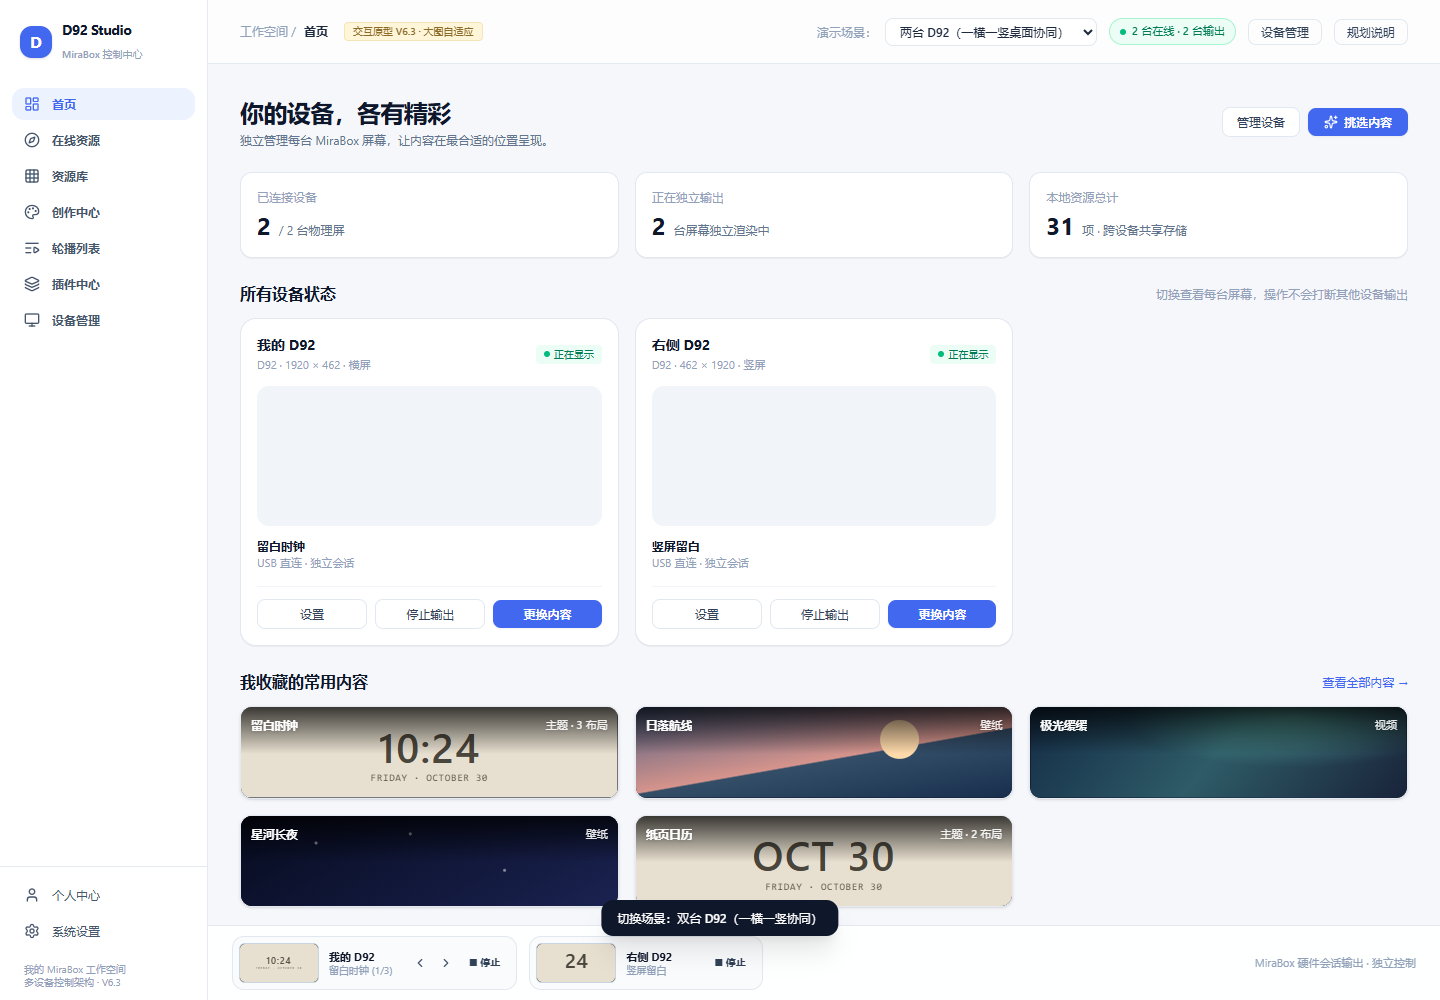 D
D92 Studio
MiraBox 控制中心
首页
在线资源
资源库
创作中心
轮播列表
插件中心
设备管理
个人中心
系统设置
我的 MiraBox 工作空间
多设备控制架构 · V6.3
工作空间 / 首页
交互原型 V6.3 · 大图自适应
演示场景：
两台 D92（一横一竖桌面协同）
2 台在线 · 2 台输出
设备管理
规划说明
你的设备，各有精彩
独立管理每台 MiraBox 屏幕，让内容在最合适的位置呈现。
管理设备
挑选内容
已连接设备
2 / 2 台物理屏
正在独立输出
2 台屏幕独立渲染中
本地资源总计
31 项 · 跨设备共享存储
所有设备状态
切换查看每台屏幕，操作不会打断其他设备输出
我的 D92
D92 · 1920 × 462 · 横屏
正在显示
留白时钟
USB 直连 · 独立会话
设置
停止输出
更换内容
右侧 D92
D92 · 462 × 1920 · 竖屏
正在显示
竖屏留白
USB 直连 · 独立会话
设置
停止输出
更换内容
我收藏的常用内容
查看全部内容 →
留白时钟
主题 · 3 布局
10:24
FRIDAY · OCTOBER 30
日落航线
壁纸
极光缓缓
视频
星河长夜
壁纸
纸页日历
主题 · 2 布局
OCT 30
FRIDAY · OCTOBER 30
切换场景：双台 D92（一横一竖协同）
10:24
我的 D92
留白时钟 (1/3)
停止
24
右侧 D92
竖屏留白
停止
MiraBox 硬件会话输出 · 独立控制